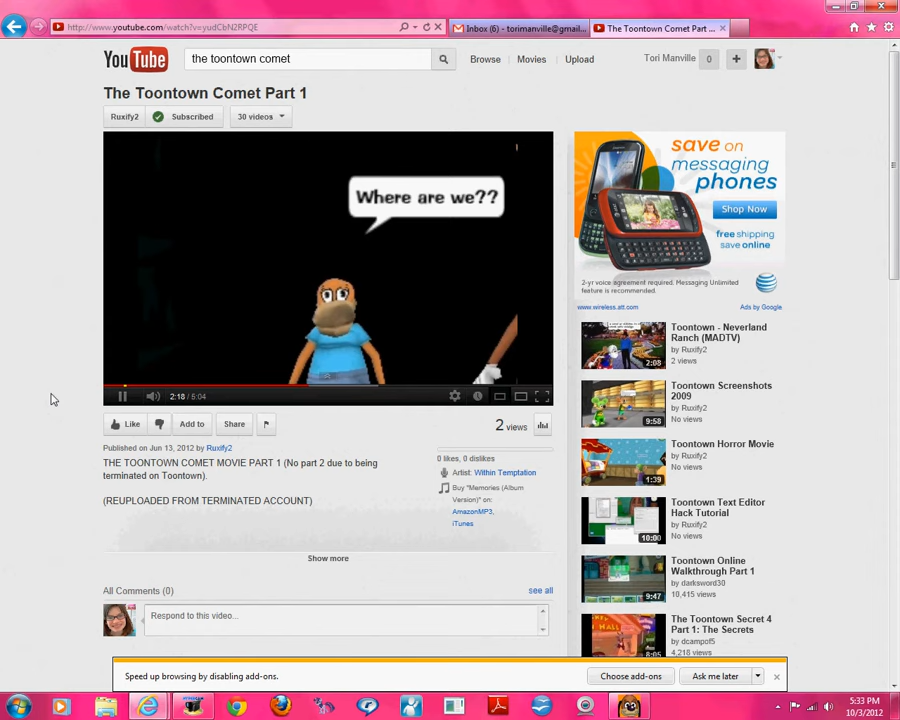 http://www.youtube.com/watch?v=yudCbN2RPQE
Inbox (6) - torimanville@gmail...
The Toontown Comet Part ...
YouTube
the toontown comet
Browse
Movies
Upload
Tori Manville
0
The Toontown Comet Part 1
Ruxify2
Subscribed
30 videos
Where are we??
2:18 / 5:04
Like
Add to
Share
2 views
Published on Jun 13, 2012 by Ruxify2
THE TOONTOWN COMET MOVIE PART 1 (No part 2 due to being
terminated on Toontown).
(REUPLOADED FROM TERMINATED ACCOUNT)
0 likes, 0 dislikes
Artist: Within Temptation
Buy "Memories (Album
Version)" on:
AmazonMP3,
iTunes
Show more
All Comments (0)
see all
Respond to this video...
save on
messaging
phones
Shop Now
free shipping
save online
2-yr voice agreement required. Messaging Unlimited
feature is recommended.
at&t
www.wireless.att.com
Ads by Google
Toontown - Neverland
Ranch (MADTV)
by Ruxify2
2 views
2:08
Toontown Screenshots
2009
by Ruxify2
No views
9:58
Toontown Horror Movie
by Ruxify2
No views
1:39
Toontown Text Editor
Hack Tutorial
by Ruxify2
No views
10:00
Toontown Online
Walkthrough Part 1
by darksword30
10,415 views
9:47
The Toontown Secret 4
Part 1: The Secrets
by dcampof5
4,218 views
8:05
Speed up browsing by disabling add-ons.
Choose add-ons
Ask me later
5:33 PM
10/3/2012